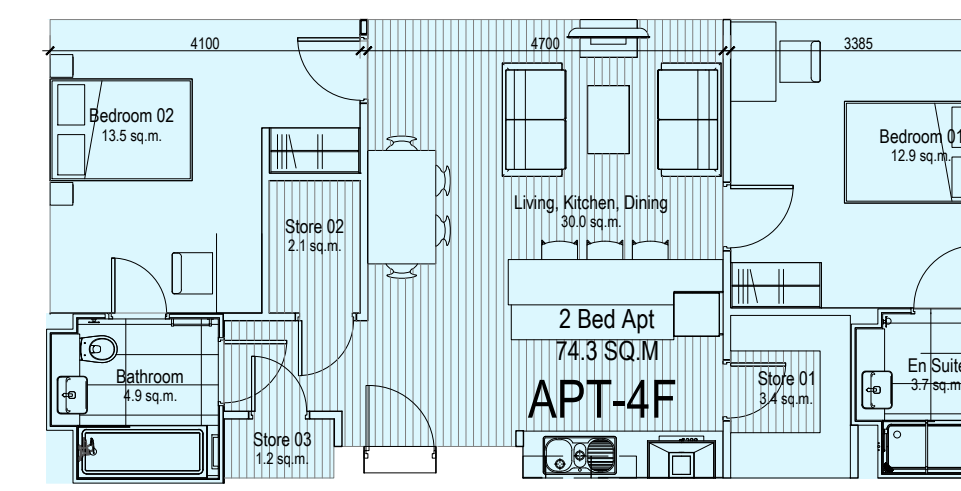 4100
4700
3385
Bedroom 02
13.5 sq.m.
Bedroom 01
12.9 sq.m.
Living, Kitchen, Dining
30.0 sq.m.
Store 02
2.1 sq.m.
2 Bed Apt
74.3 SQ.M
APT-4F
Bathroom
4.9 sq.m.
Store 01
3.4 sq.m.
En Suite
3.7 sq.m
Store 03
1.2 sq.m.